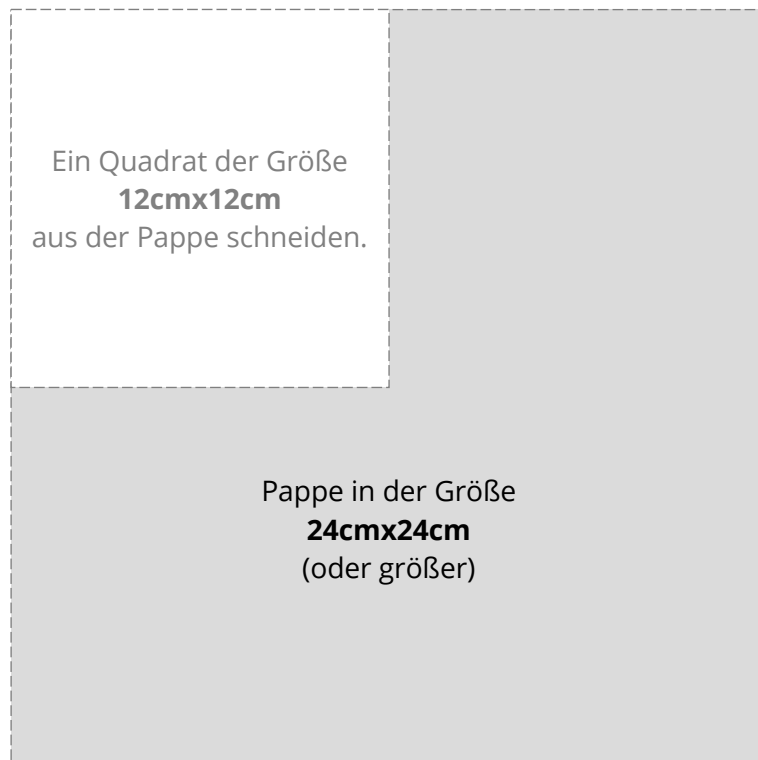 Ein Quadrat der Größe
12cmx12cm
aus der Pappe schneiden.
Pappe in der Größe
24cmx24cm
(oder größer)